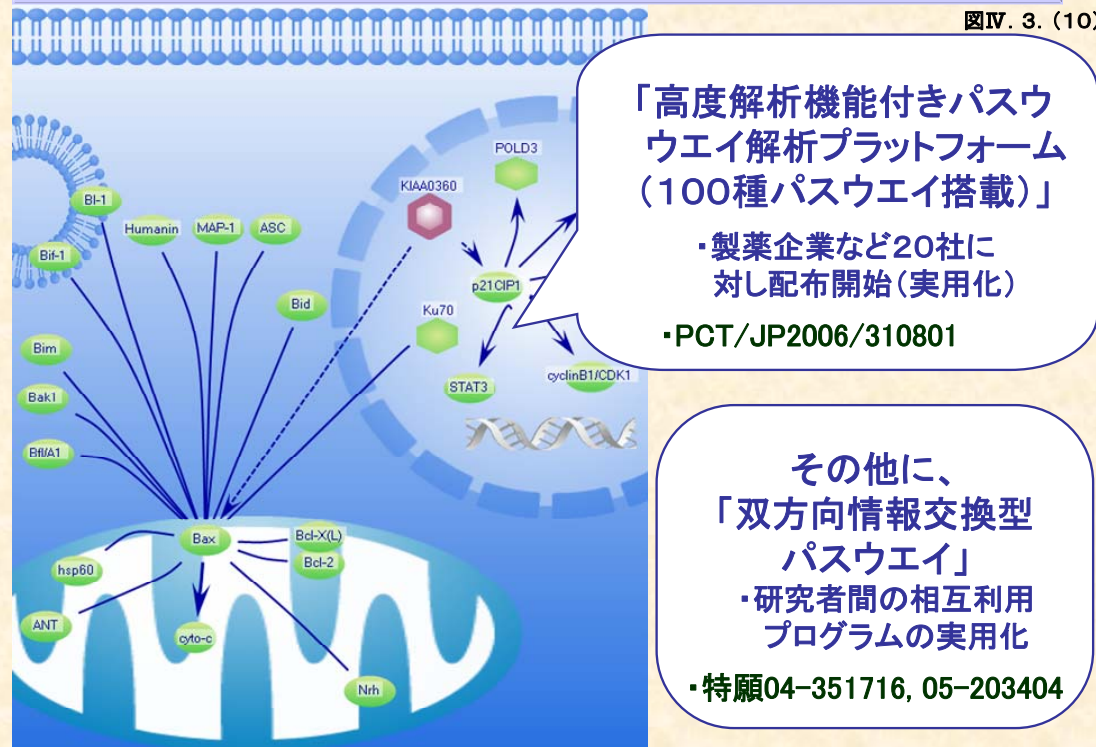 図Ⅳ. 3. (10)
「高度解析機能付きパスウ
ウエイ解析プラットフォーム
(100種パスウエイ搭載)」
・製薬企業など20社に
対し配布開始(実用化)
・PCT/JP2006/310801
その他に、
「双方向情報交換型
パスウエイ」
・研究者間の相互利用
プログラムの実用化
・特願04-351716, 05-203404
POLD3
KIAA0360
BI-1
Humanin
MAP-1
ASC
Bif-1
p21CIP1
Bid
Ku70
Bim
cyclinB1/CDK1
STAT3
Bak1
Bfl/A1
Bax
Bcl-X(L)
Bcl-2
hsp60
ANT
cyto-c
Nrh